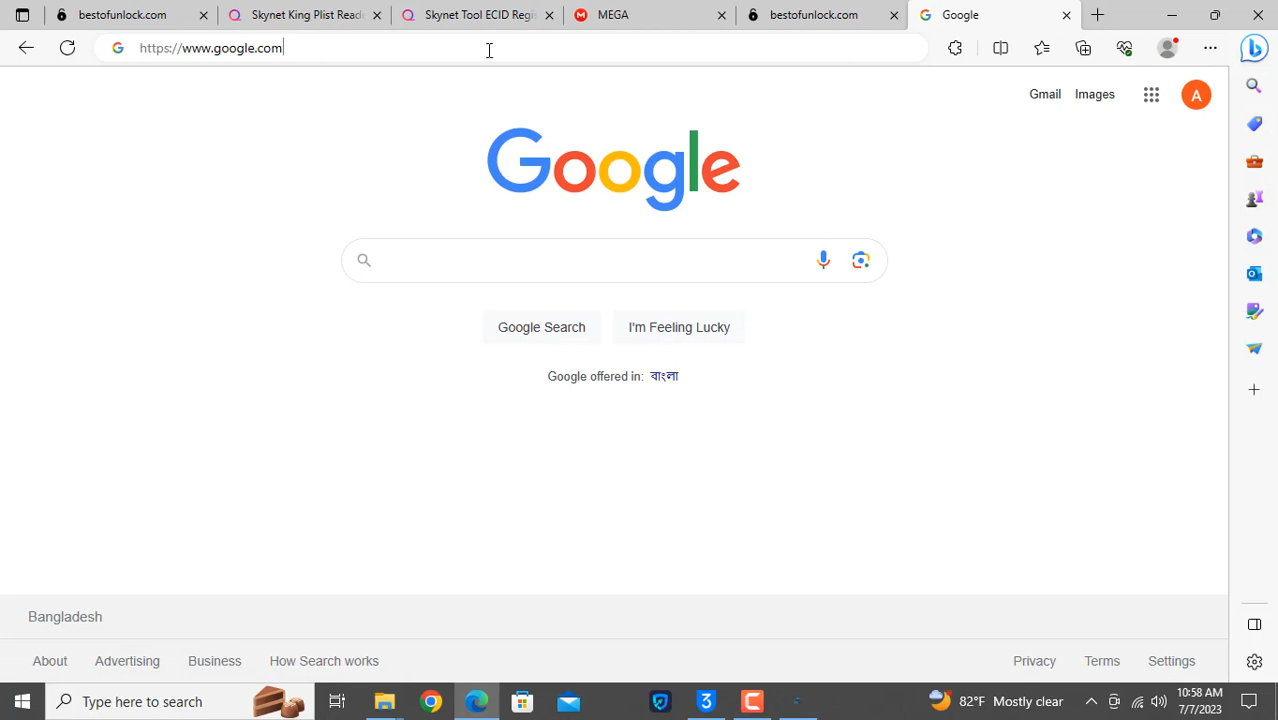 bestofunlock.com
Skynet King Plist Read
Skynet Tool ECID Regis
MEGA
bestofunlock.com
Google
https://www.google.com
Gmail Images
A
Google
Google Search I'm Feeling Lucky
Google offered in: বাংলা
Bangladesh
About Advertising Business How Search works Privacy Terms Settings
Type here to search
82°F Mostly clear
10:58 AM
7/7/2023